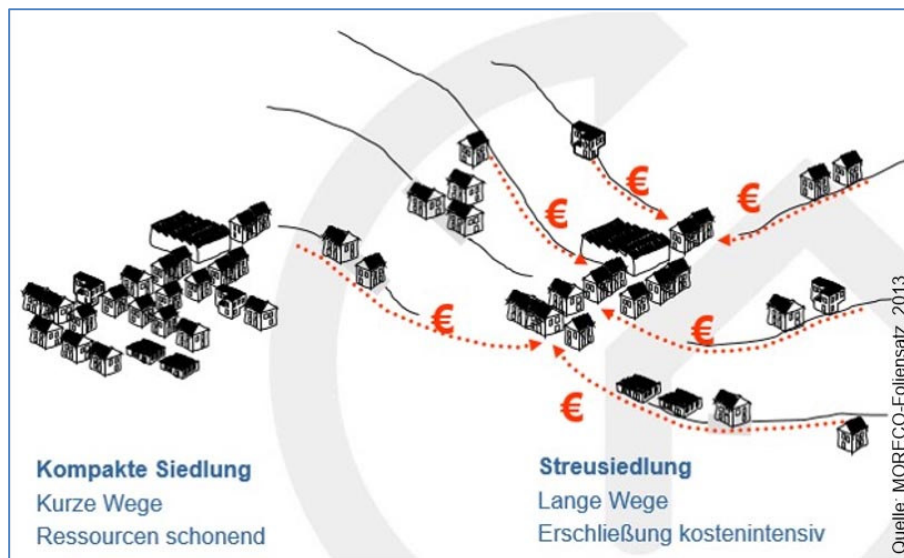 €
€
€
€
€
€
Kompakte Siedlung
Kurze Wege
Ressourcen schonend
Streusiedlung
Lange Wege
Erschließung kostenintensiv
Quelle: MORECO-Foliensatz, 2013